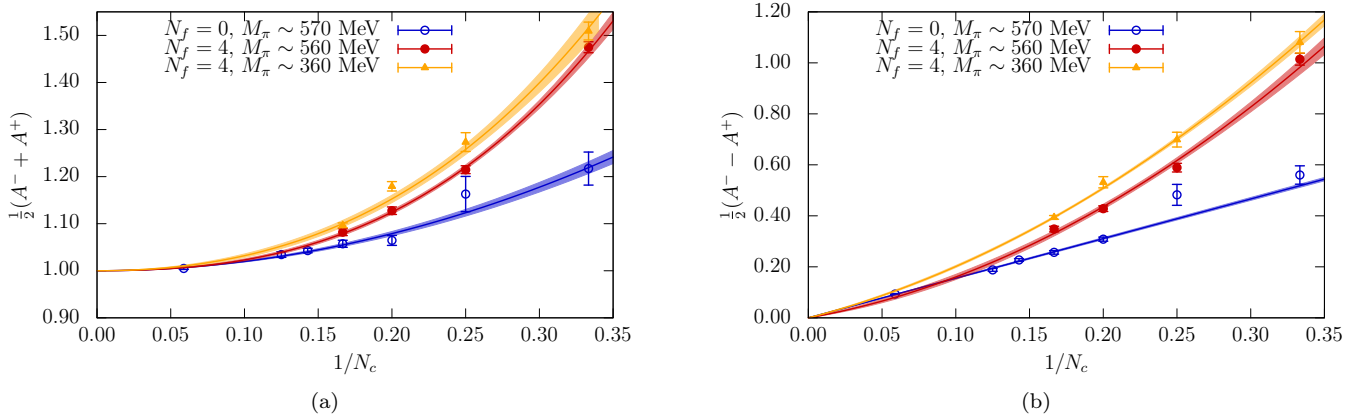 1.50
1.40
1.30
1.20
1.10
1.00
0.90
½(A⁻ + A⁺)
N_f = 0, M_π ∼ 570 MeV
N_f = 4, M_π ∼ 560 MeV
N_f = 4, M_π ∼ 360 MeV
0.00 0.05 0.10 0.15 0.20 0.25 0.30 0.35
1/N_c
(a)
1.20
1.00
0.80
0.60
0.40
0.20
0.00
½(A⁻ − A⁺)
N_f = 0, M_π ∼ 570 MeV
N_f = 4, M_π ∼ 560 MeV
N_f = 4, M_π ∼ 360 MeV
0.00 0.05 0.10 0.15 0.20 0.25 0.30 0.35
1/N_c
(b)